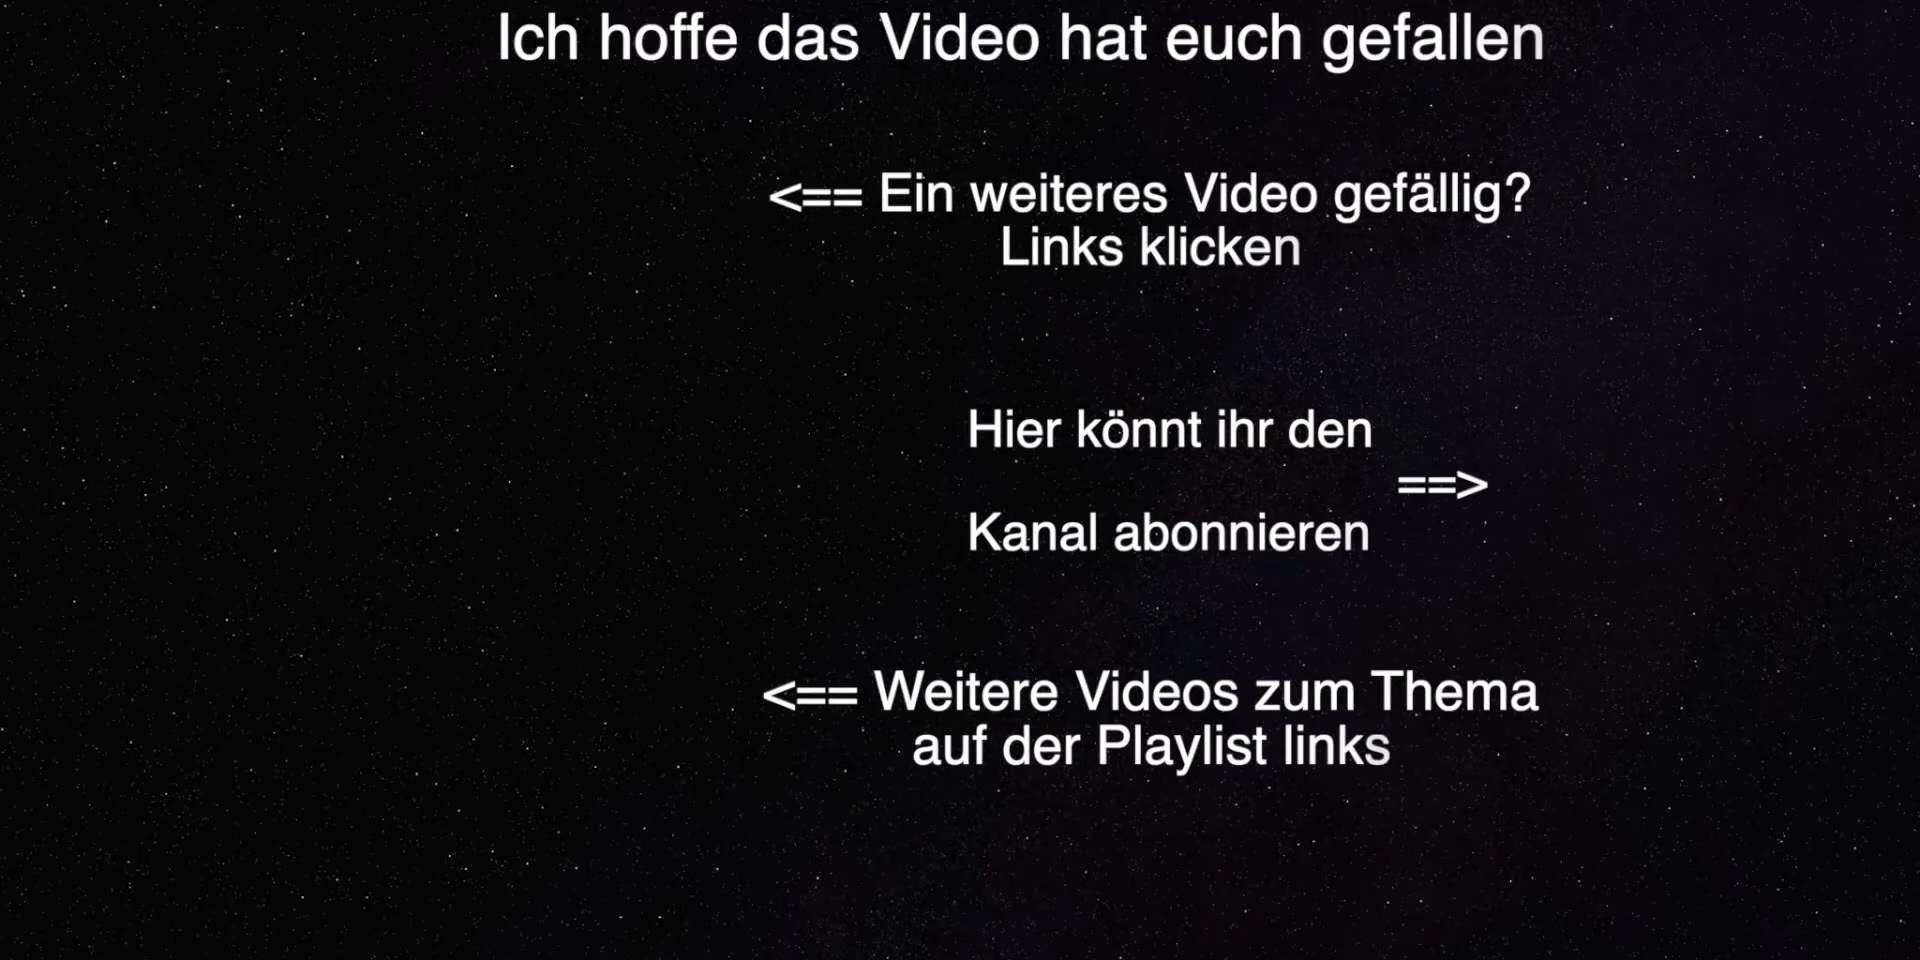 Ich hoffe das Video hat euch gefallen
<== Ein weiteres Video gefällig?
Links klicken
Hier könnt ihr den
==>
Kanal abonnieren
<== Weitere Videos zum Thema
auf der Playlist links